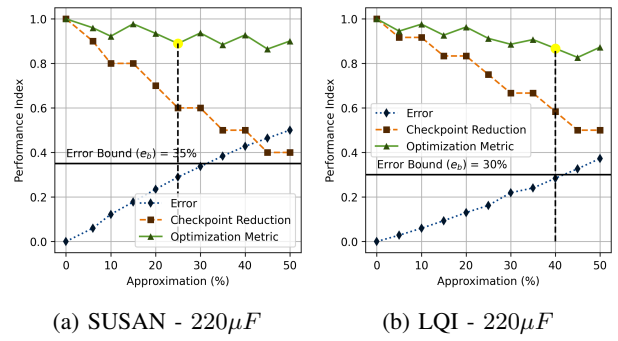 1.0
0.8
0.6
0.4
0.2
0.0
Performance Index
Error Bound (e_b) = 35%
Error
Checkpoint Reduction
Optimization Metric
0 10 20 30 40 50
Approximation (%)
(a) SUSAN - 220μF
1.0
0.8
0.6
0.4
0.2
0.0
Performance Index
Error
Checkpoint Reduction
Optimization Metric
Error Bound (e_b) = 30%
0 10 20 30 40 50
Approximation (%)
(b) LQI - 220μF